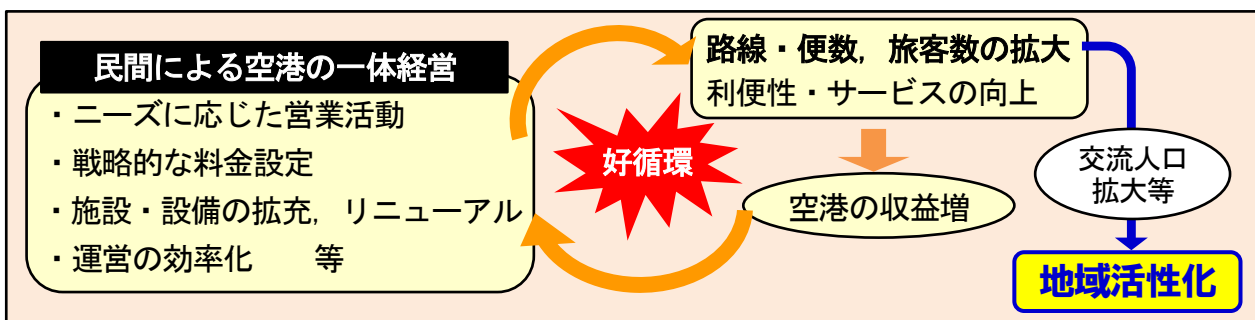 民間による空港の一体経営
・ニーズに応じた営業活動
・戦略的な料金設定
・施設・設備の拡充，リニューアル
・運営の効率化　　等
好循環
路線・便数，旅客数の拡大
利便性・サービスの向上
空港の収益増
交流人口
拡大等
地域活性化